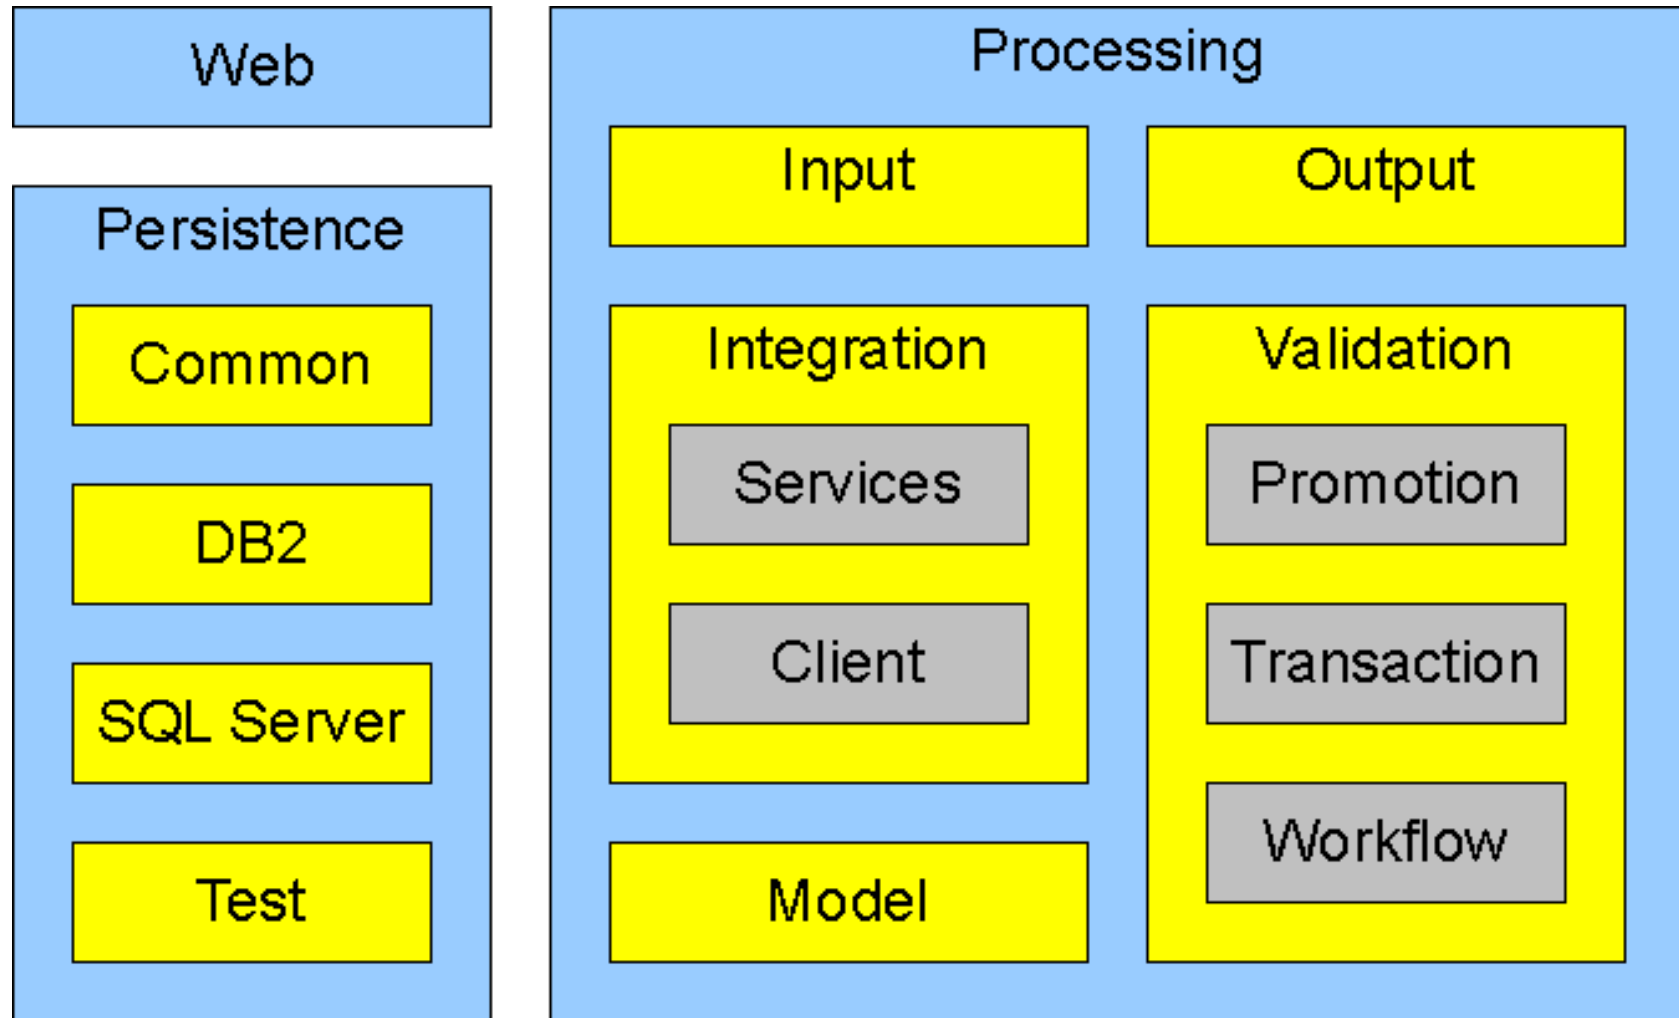 Web
Persistence
Common
DB2
SQL Server
Test
Processing
Input
Output
Integration
Services
Client
Model
Validation
Promotion
Transaction
Workflow